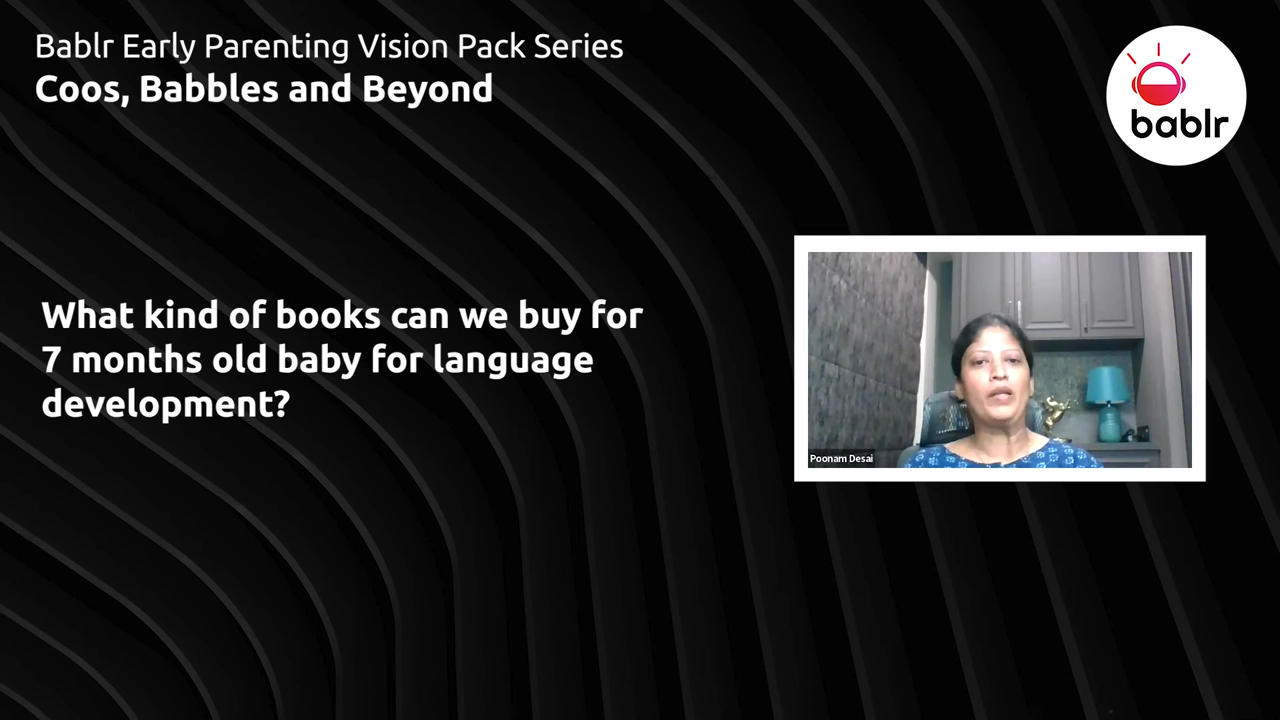 Bablr Early Parenting Vision Pack Series
Coos, Babbles and Beyond
bablr
What kind of books can we buy for
7 months old baby for language
development?
Poonam Desai